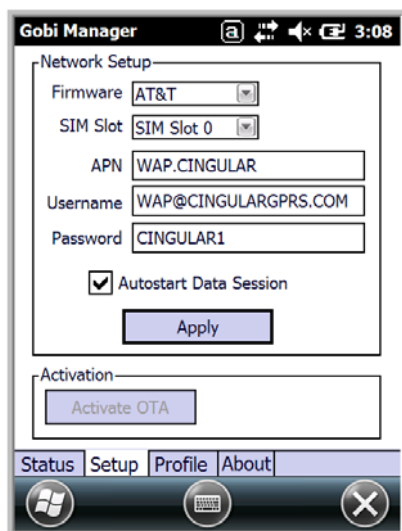 Gobi Manager a 3:08
Network Setup
Firmware AT&T
SIM Slot SIM Slot 0
APN WAP.CINGULAR
Username WAP@CINGULARGPRS.COM
Password CINGULAR1
Autostart Data Session
Apply
Activation
Activate OTA
Status Setup Profile About